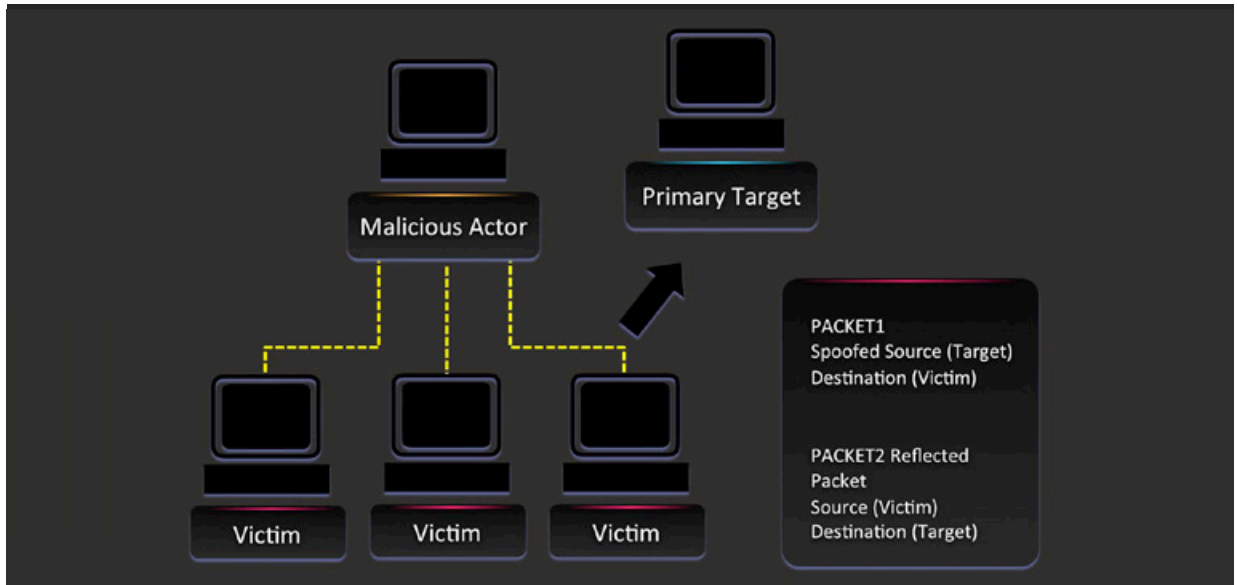 Primary Target
Malicious Actor
PACKET1
Spoofed Source (Target)
Destination (Victim)
PACKET2 Reflected
Packet
Source (Victim)
Destination (Target)
Victim
Victim
Victim